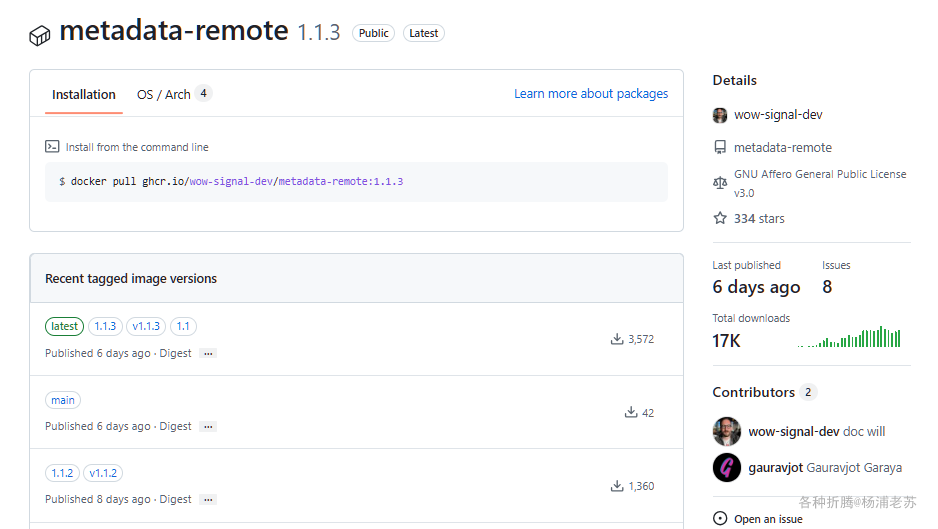 metadata-remote 1.1.3 Public Latest
Installation OS / Arch 4 Learn more about packages
Install from the command line
$ docker pull ghcr.io/wow-signal-dev/metadata-remote:1.1.3
Recent tagged image versions
latest 1.1.3 v1.1.3 1.1
Published 6 days ago · Digest ···
3,572
main
Published 6 days ago · Digest ···
42
1.1.2 v1.1.2
Published 8 days ago · Digest ···
1,360
Details
wow-signal-dev
metadata-remote
GNU Affero General Public License
v3.0
334 stars
Last published Issues
6 days ago 8
Total downloads
17K
Contributors 2
wow-signal-dev doc will
gauravjot Gauravjot Garaya
各种折腾@杨浦老苏
Open an issue